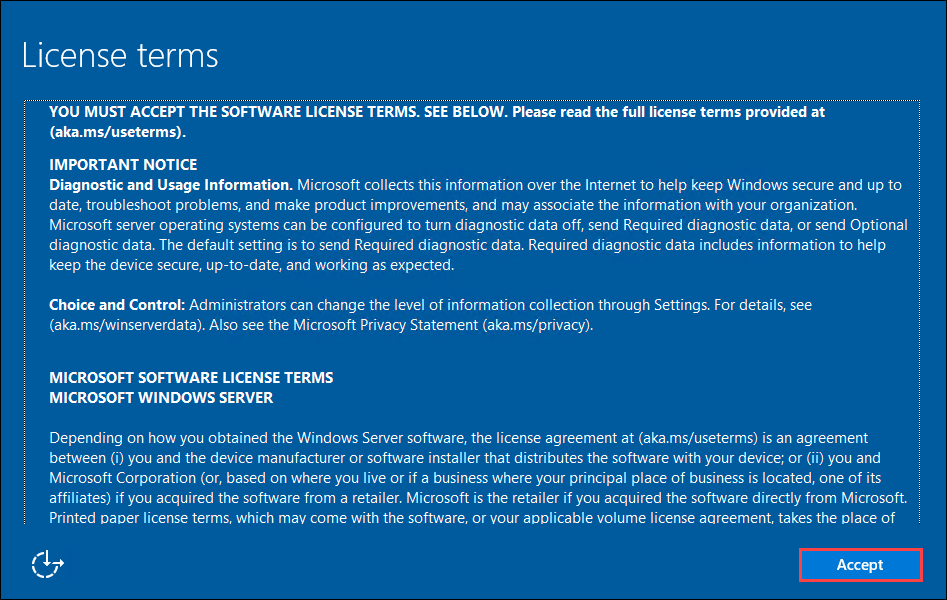 License terms
YOU MUST ACCEPT THE SOFTWARE LICENSE TERMS. SEE BELOW. Please read the full license terms provided at
(aka.ms/useterms).
IMPORTANT NOTICE
Diagnostic and Usage Information. Microsoft collects this information over the Internet to help keep Windows secure and up to
date, troubleshoot problems, and make product improvements, and may associate the information with your organization.
Microsoft server operating systems can be configured to turn diagnostic data off, send Required diagnostic data, or send Optional
diagnostic data. The default setting is to send Required diagnostic data. Required diagnostic data includes information to help
keep the device secure, up-to-date, and working as expected.
Choice and Control: Administrators can change the level of information collection through Settings. For details, see
(aka.ms/winserverdata). Also see the Microsoft Privacy Statement (aka.ms/privacy).
MICROSOFT SOFTWARE LICENSE TERMS
MICROSOFT WINDOWS SERVER
Depending on how you obtained the Windows Server software, the license agreement at (aka.ms/useterms) is an agreement
between (i) you and the device manufacturer or software installer that distributes the software with your device; or (ii) you and
Microsoft Corporation (or, based on where you live or if a business where your principal place of business is located, one of its
affiliates) if you acquired the software from a retailer. Microsoft is the retailer if you acquired the software directly from Microsoft.
Printed paper license terms, which may come with the software, or your applicable volume license agreement, takes the place of
Accept